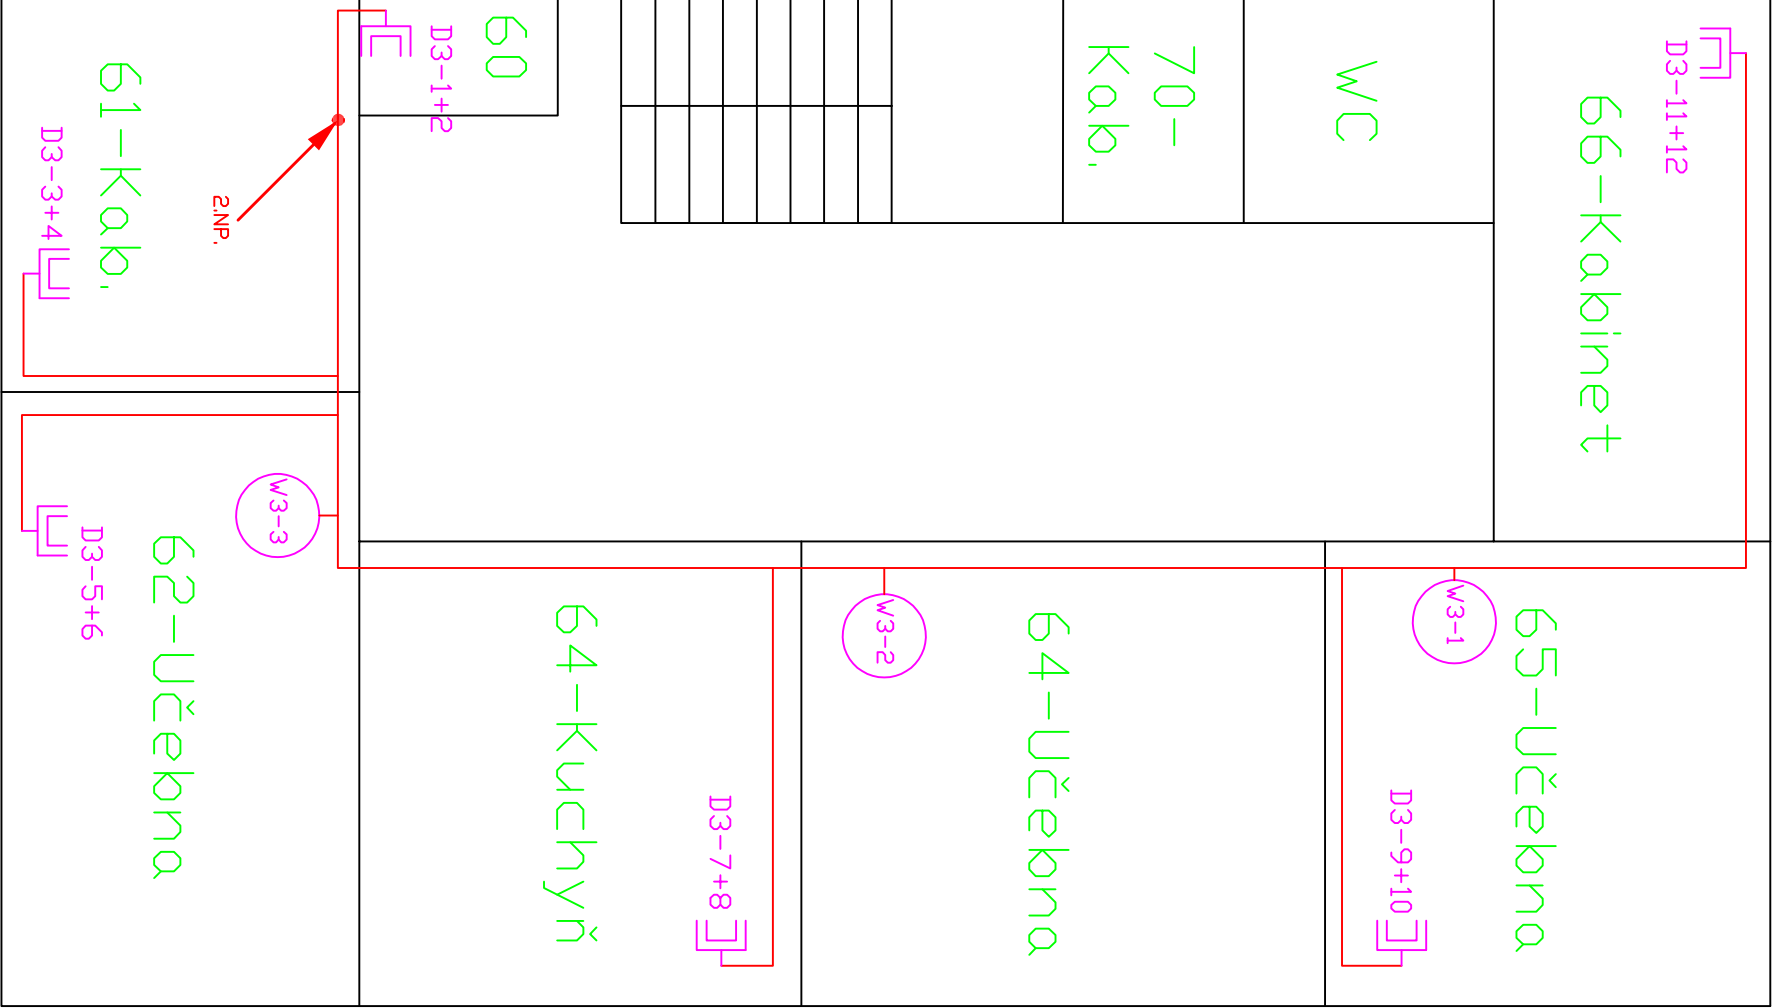 D3-11+12
66-Kabinet
65-Učebna
W3-1
D3-9+10
WC
70-
Kab.
64-Učebna
W3-2
D3-7+8
64-Kuchyň
60
D3-1+2
W3-3
2.NP.
62-Učebna
61-Kab.
D3-5+6
D3-3+4